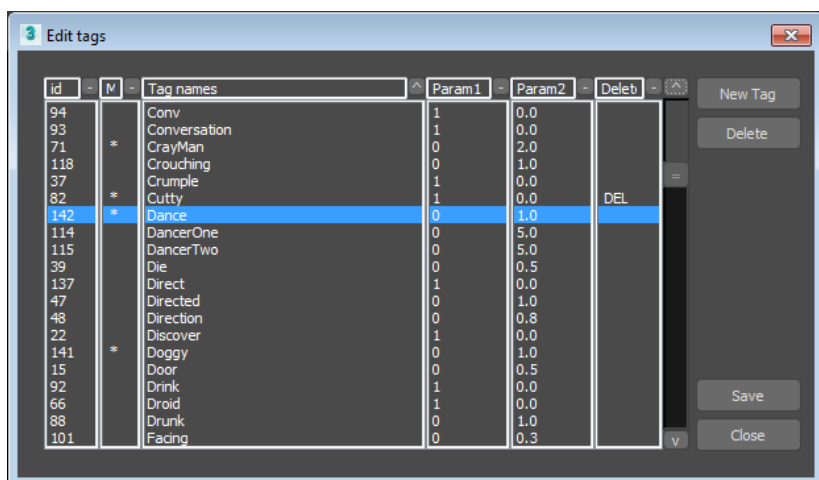 3 Edit tags
id - M - Tag names ^ Param1 - Param2 - Delet - ^
New Tag
94 Conv 1 0.0
93 Conversation 1 0.0
Delete
71 * CrayMan 0 2.0
118 Crouching 0 1.0
37 Crumple 1 0.0
=
82 * Cutty 1 0.0 DEL
142 * Dance 0 1.0
114 DancerOne 0 5.0
115 DancerTwo 0 5.0
39 Die 0 0.5
137 Direct 1 0.0
47 Directed 0 1.0
48 Direction 0 0.8
22 Discover 1 0.0
141 * Doggy 0 1.0
15 Door 0 0.5
92 Drink 1 0.0
66 Droid 1 0.0
Save
88 Drunk 0 1.0
101 Facing 0 0.3
v
Close